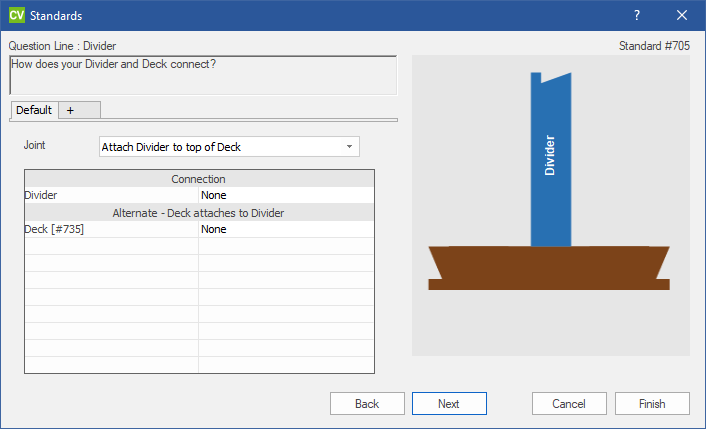 CV Standards ?
Question Line : Divider Standard #705
How does your Divider and Deck connect?
Default +
Joint Attach Divider to top of Deck
Connection
Divider None
Alternate - Deck attaches to Divider
Deck [#735] None
Divider
Back Next Cancel Finish